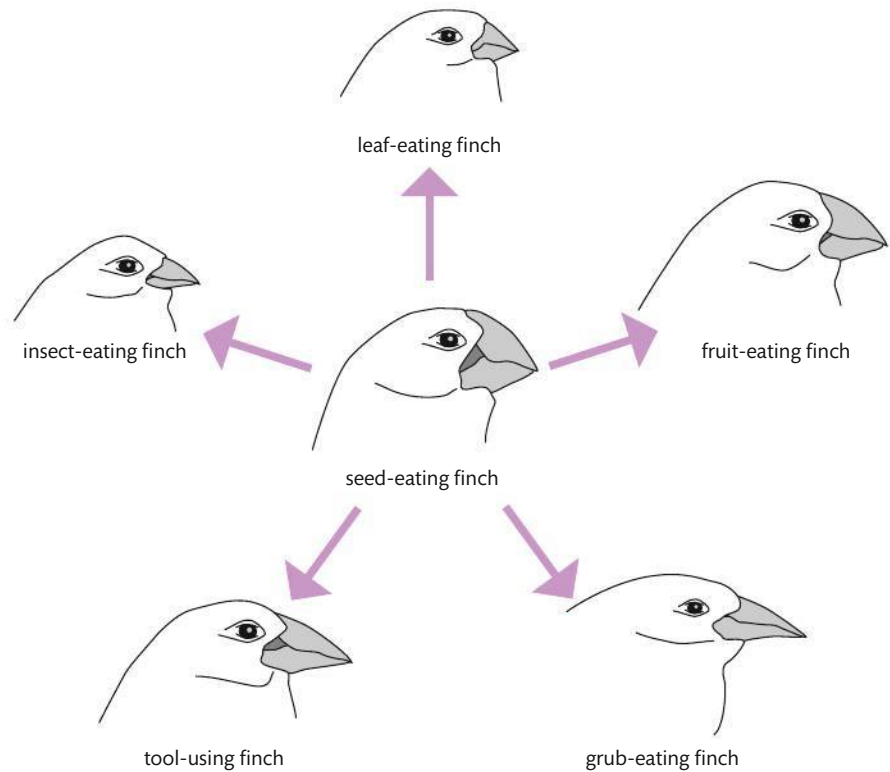 leaf-eating finch
insect-eating finch
fruit-eating finch
seed-eating finch
tool-using finch
grub-eating finch